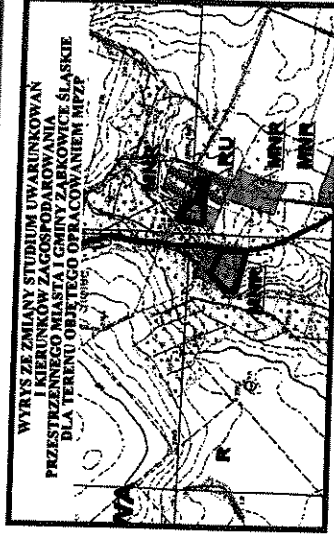 WYRYS ZE ZMIANY STUDIUM UWARUNKOWAŃ
I KIERUNKÓW ZAGOSPODAROWANIA
PRZESTRZENNEGO MIASTA I GMINY ZĄBKOWICE ŚLĄSKIE
DLA TERENU OBJĘTEGO OPRACOWANIEM MPZP
RU
MNR
MNR
R